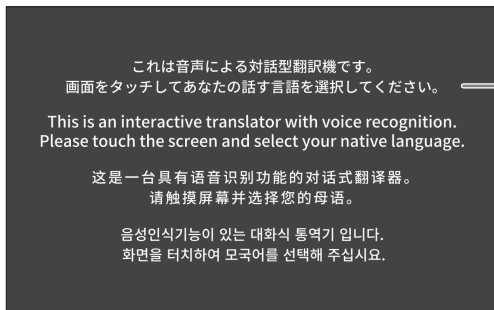 これは音声による対話型翻訳機です。
画面をタッチしてあなたの話す言語を選択してください。
This is an interactive translator with voice recognition.
Please touch the screen and select your native language.
这是一台具有语音识别功能的对话式翻译器。
请触摸屏幕并选择您的母语。
음성인식기능이 있는 대화식 통역기 입니다.
화면을 터치하여 모국어를 선택해 주십시요.